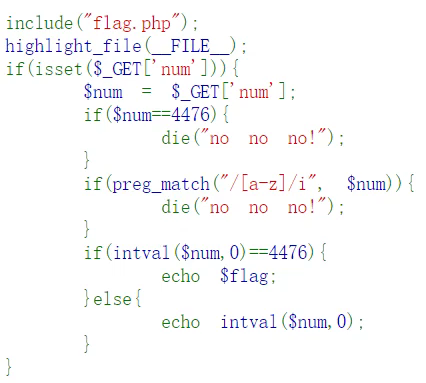 include("flag.php");
highlight_file(__FILE__);
if(isset($_GET['num'])){
        $num  =  $_GET['num'];
        if($num==4476){
                die("no  no  no!");
        }
        if(preg_match("/[a-z]/i",  $num)){
                die("no  no  no!");
        }
        if(intval($num,0)==4476){
                echo  $flag;
        }else{
                echo  intval($num,0);
        }
}